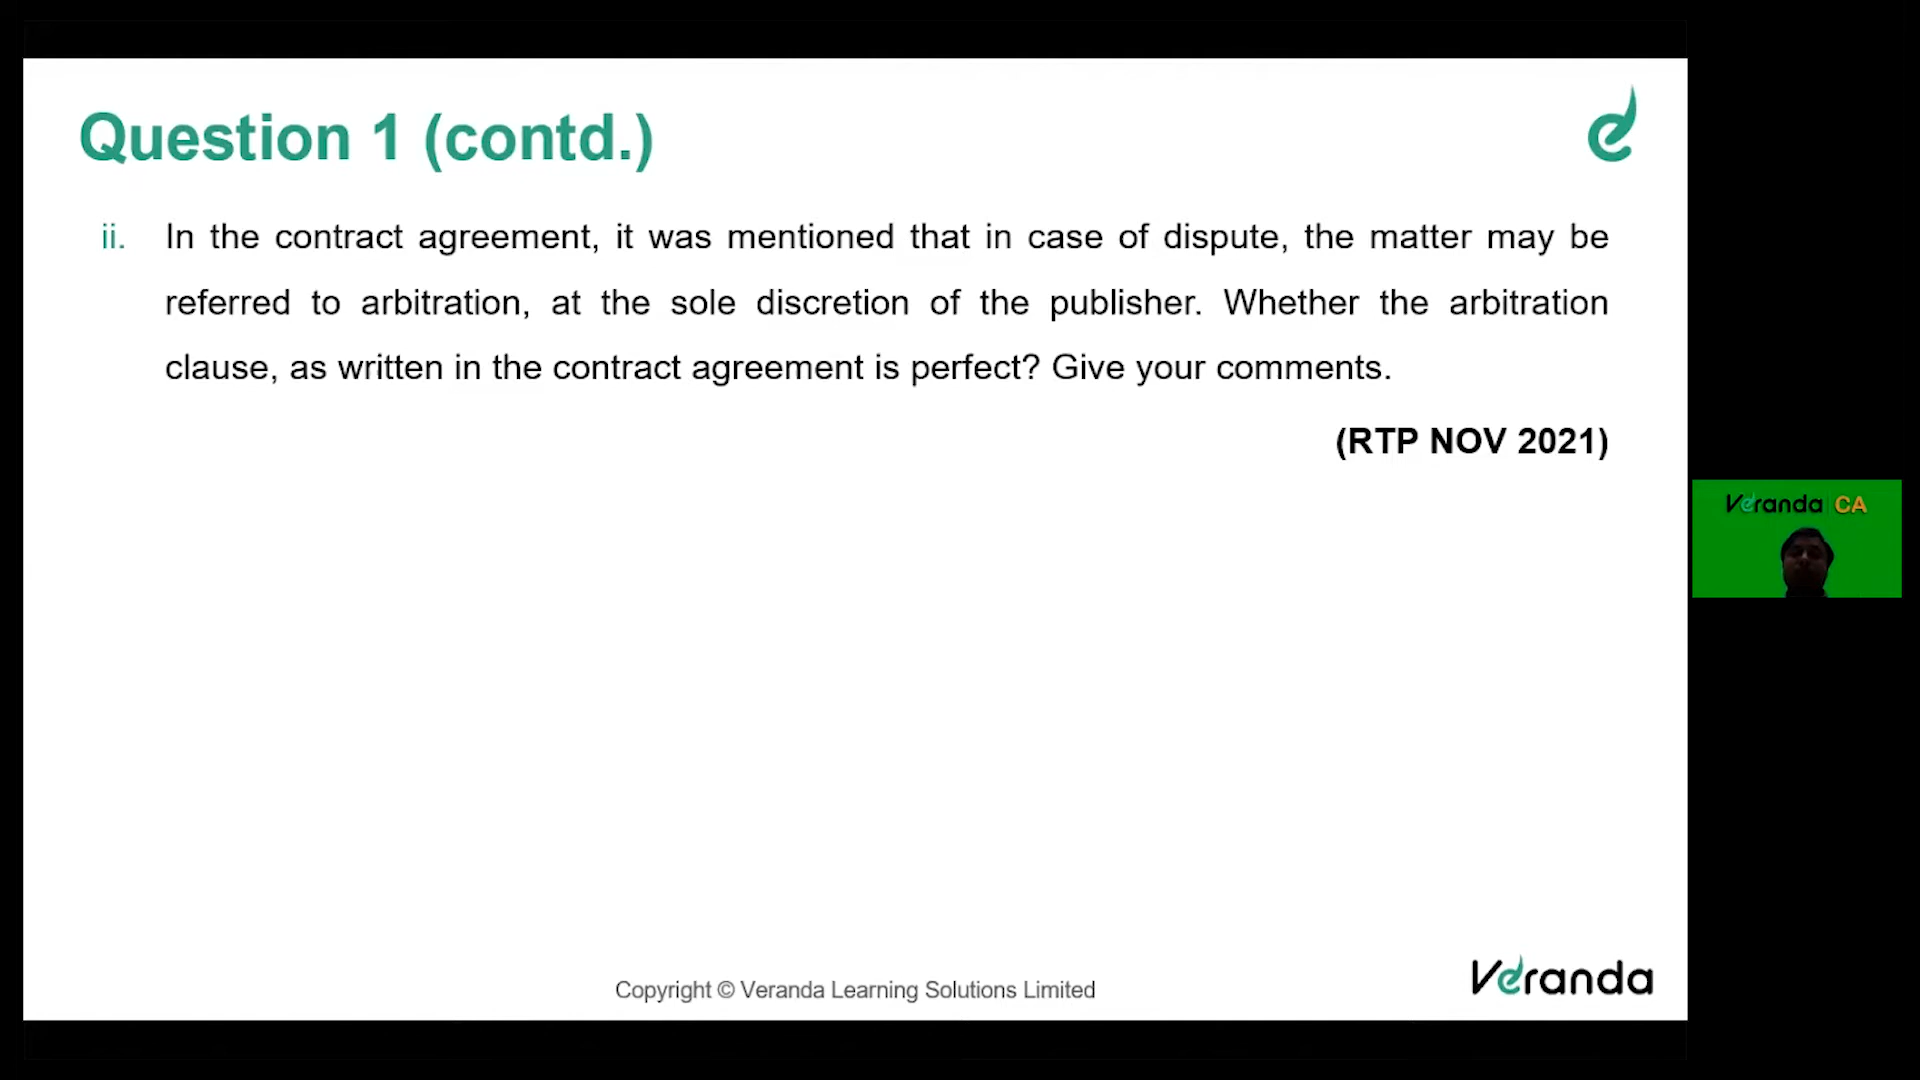 Question 1 (contd.)
ii. In the contract agreement, it was mentioned that in case of dispute, the matter may be
referred to arbitration, at the sole discretion of the publisher. Whether the arbitration
clause, as written in the contract agreement is perfect? Give your comments.
(RTP NOV 2021)
Veranda CA
Copyright © Veranda Learning Solutions Limited
Veranda